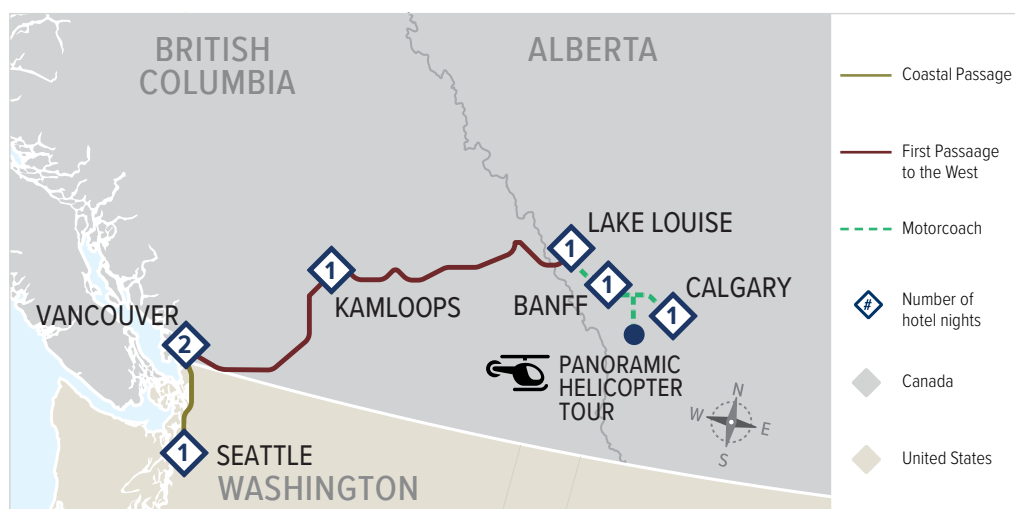 BRITISH
COLUMBIA
ALBERTA
LAKE LOUISE
1
1
KAMLOOPS
BANFF
1
CALGARY
1
VANCOUVER
2
PANORAMIC
HELICOPTER
TOUR
N
W
E
S
1
SEATTLE
WASHINGTON
Coastal Passage
First Passaage
to the West
Motorcoach
#
Number of
hotel nights
Canada
United States